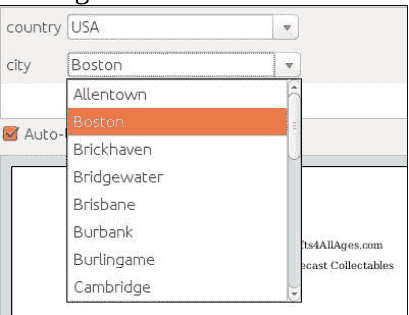 country USA
city Boston
Allentown
Boston
Auto-
Brickhaven
Bridgewater
Brisbane
Burbank
fts4AllAges.com
Burlingame
ecast Collectables
Cambridge